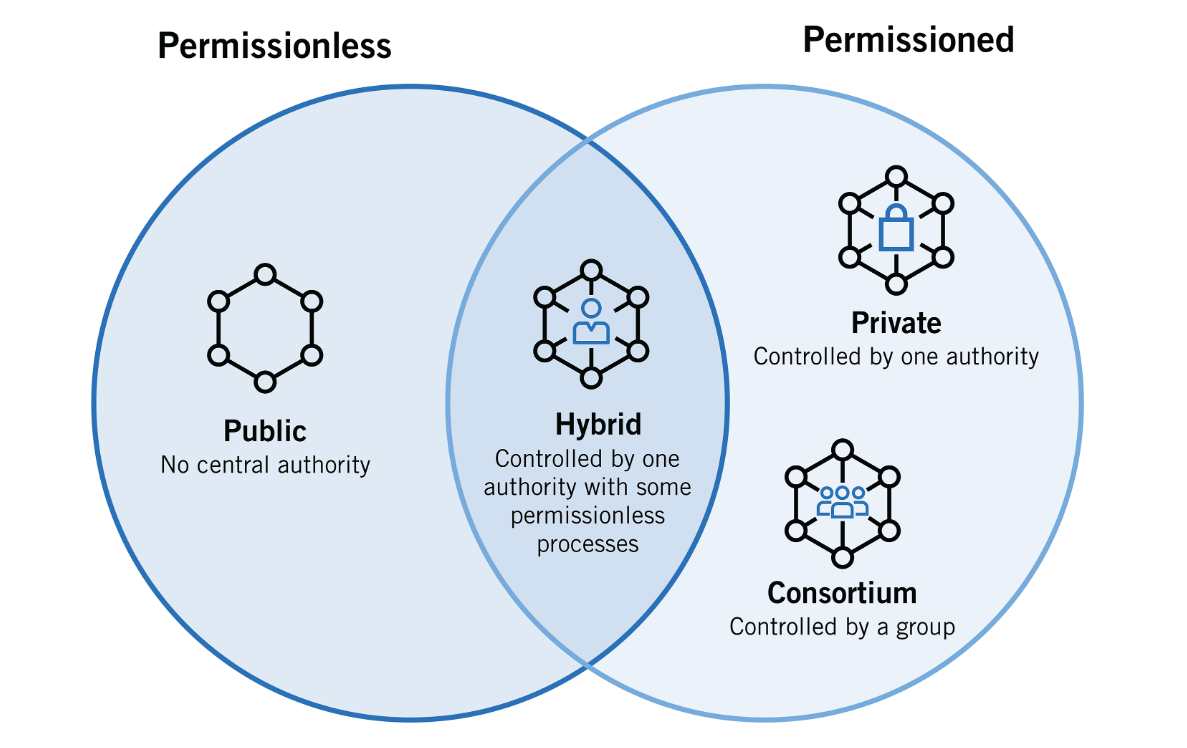 Permissionless
Permissioned
Public
No central authority
Hybrid
Controlled by one
authority with some
permissionless
processes
Private
Controlled by one authority
Consortium
Controlled by a group